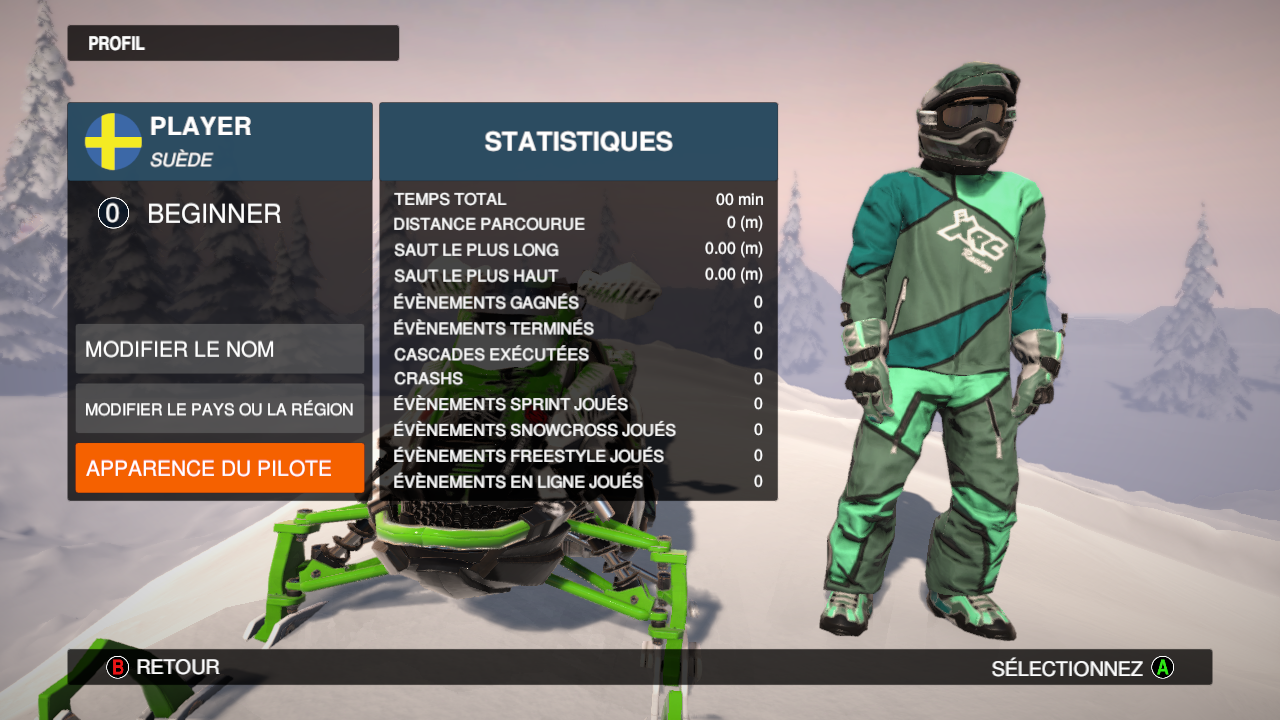 PROFIL
PLAYER
SUÈDE
0 BEGINNER
MODIFIER LE NOM
MODIFIER LE PAYS OU LA RÉGION
APPARENCE DU PILOTE
STATISTIQUES
TEMPS TOTAL 00 min
DISTANCE PARCOURUE 0 (m)
SAUT LE PLUS LONG 0.00 (m)
SAUT LE PLUS HAUT 0.00 (m)
ÉVÈNEMENTS GAGNÉS 0
ÉVÈNEMENTS TERMINÉS 0
CASCADES EXÉCUTÉES 0
CRASHS 0
ÉVÈNEMENTS SPRINT JOUÉS 0
ÉVÈNEMENTS SNOWCROSS JOUÉS 0
ÉVÈNEMENTS FREESTYLE JOUÉS 0
ÉVÈNEMENTS EN LIGNE JOUÉS 0
XRC
Racing
B RETOUR
SÉLECTIONNEZ A